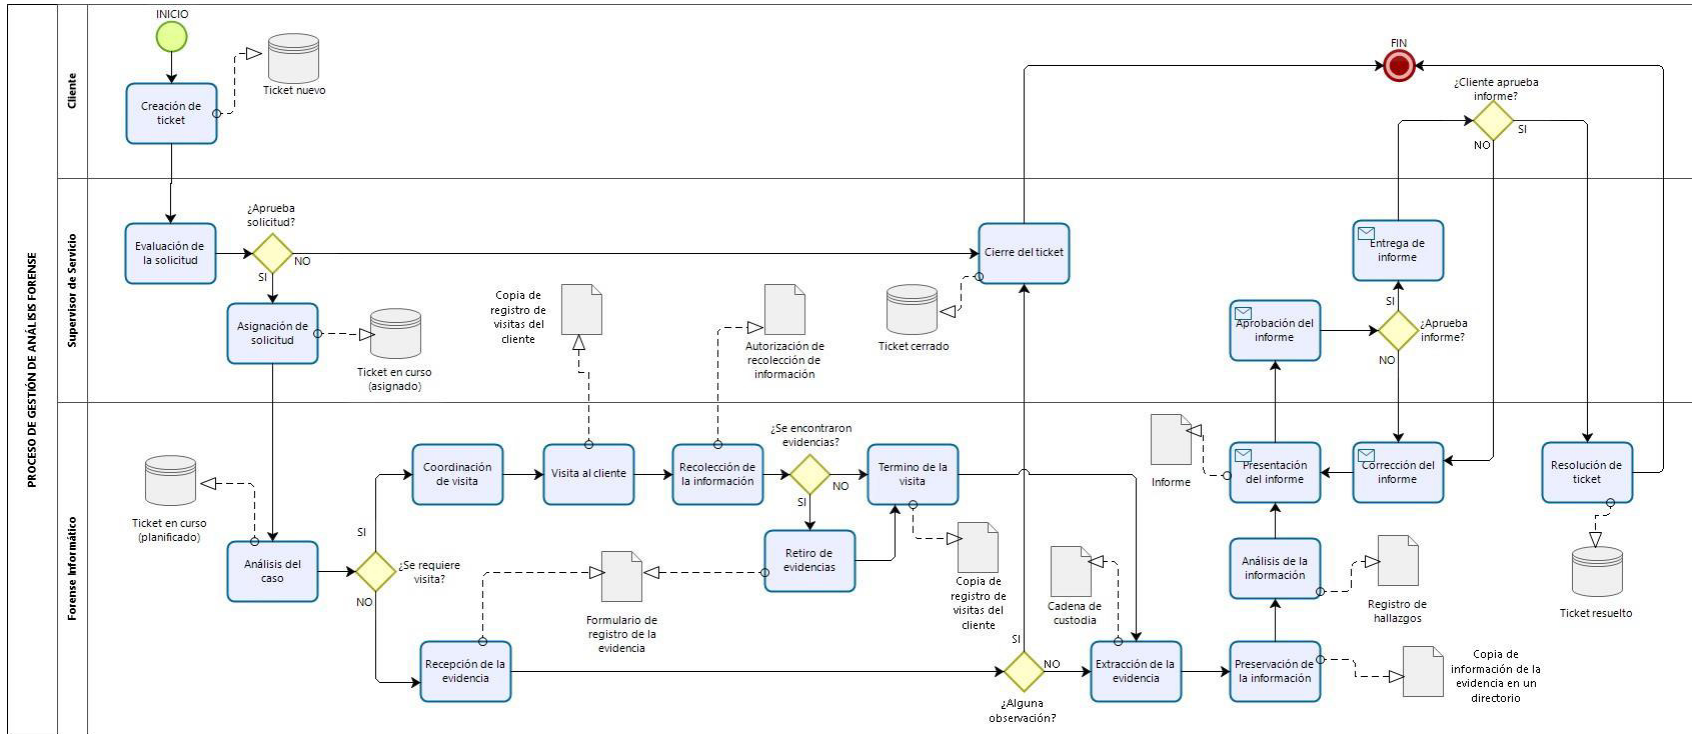 PROCESO DE GESTIÓN DE ANÁLISIS FORENSE
Cliente
INICIO
Creación de
ticket
Ticket nuevo
FIN
¿Cliente aprueba
informe?
SI
NO
Supervisor de Servicio
Evaluación de
la solicitud
¿Aprueba
solicitud?
SI
NO
Asignación de
solicitud
Ticket en curso
(asignado)
Copia de
registro de
visitas del
cliente
Autorización de
recolección de
información
Cierre del ticket
Ticket cerrado
Entrega de
informe
SI
Aprobación del
informe
¿Aprueba
informe?
NO
Forense Informático
Ticket en curso
(planificado)
Análisis del
caso
¿Se requiere
visita?
SI
NO
Coordinación
de visita
Visita al cliente
Recolección de
la información
¿Se encontraron
evidencias?
NO
SI
Termino de la
visita
Retiro de
evidencias
Formulario de
registro de la
evidencia
Copia de
registro de
visitas del
cliente
Recepción de la
evidencia
SI
NO
¿Alguna
observación?
Cadena de
custodia
Extracción de la
evidencia
Preservación de
la información
Copia de
información de la
evidencia en un
directorio
Análisis de la
información
Registro de
hallazgos
Informe
Presentación
del informe
Corrección del
informe
Resolución de
ticket
Ticket resuelto